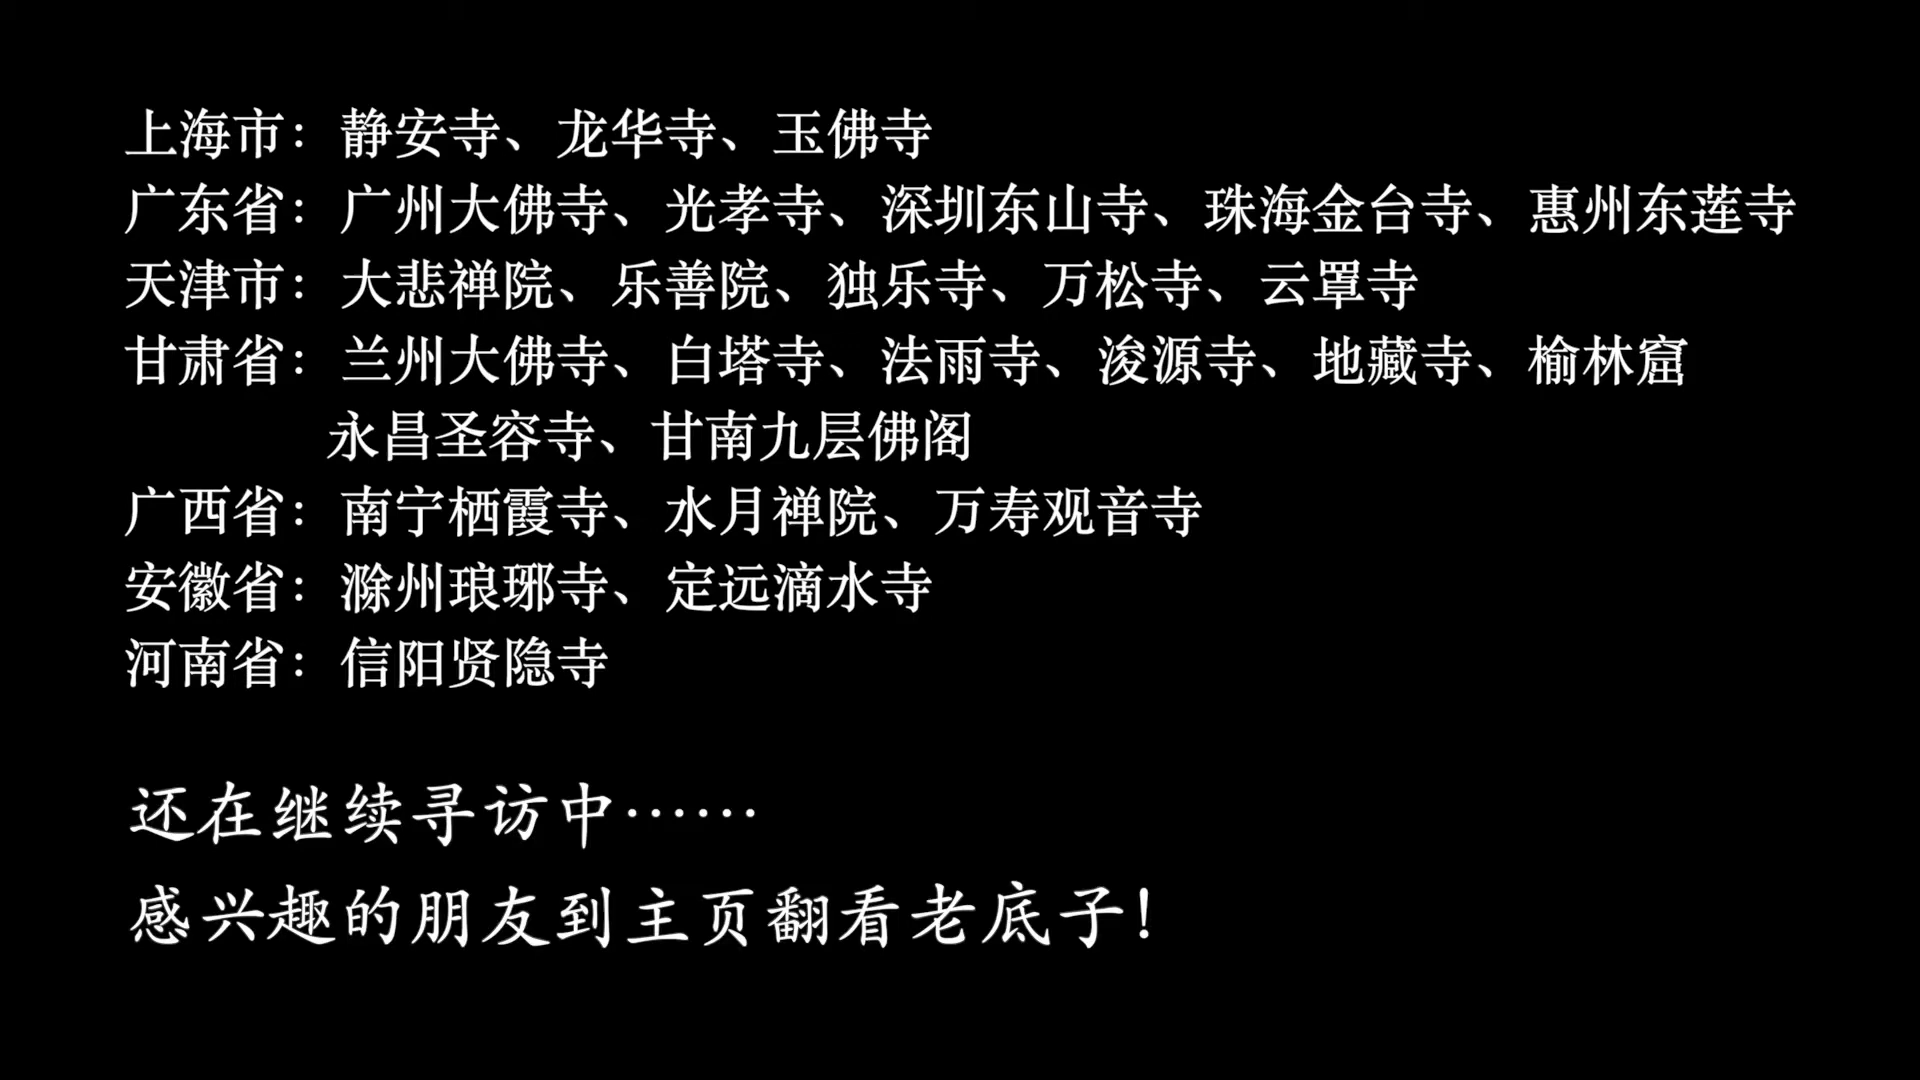 上海市：静安寺、龙华寺、玉佛寺
广东省：广州大佛寺、光孝寺、深圳东山寺、珠海金台寺、惠州东莲寺
天津市：大悲禅院、乐善院、独乐寺、万松寺、云罩寺
甘肃省：兰州大佛寺、白塔寺、法雨寺、浚源寺、地藏寺、榆林窟
永昌圣容寺、甘南九层佛阁
广西省：南宁栖霞寺、水月禅院、万寿观音寺
安徽省：滁州琅琊寺、定远滴水寺
河南省：信阳贤隐寺
还在继续寻访中……
感兴趣的朋友到主页翻看老底子！